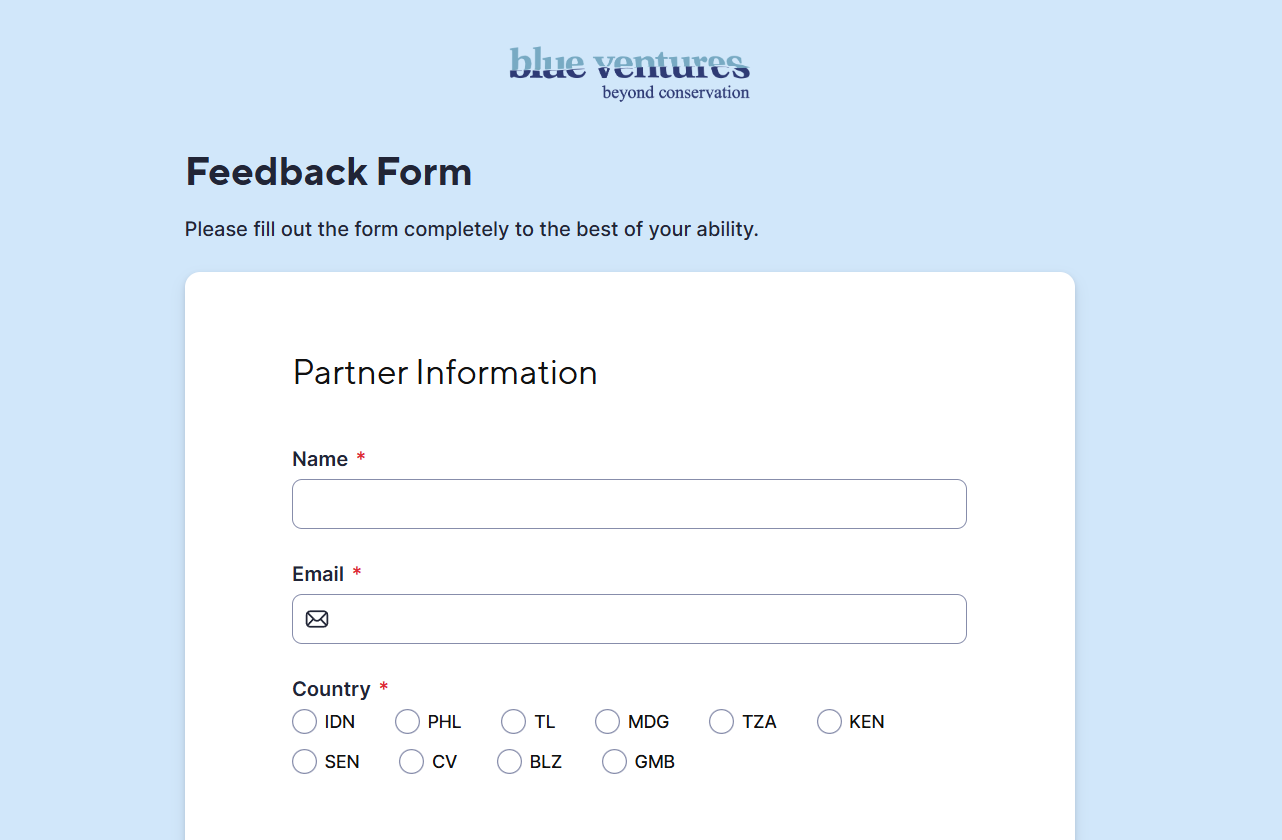 blue ventures
beyond conservation
Feedback Form
Please fill out the form completely to the best of your ability.
Partner Information
Name *
Email *
Country *
IDN PHL TL MDG TZA KEN
SEN CV BLZ GMB